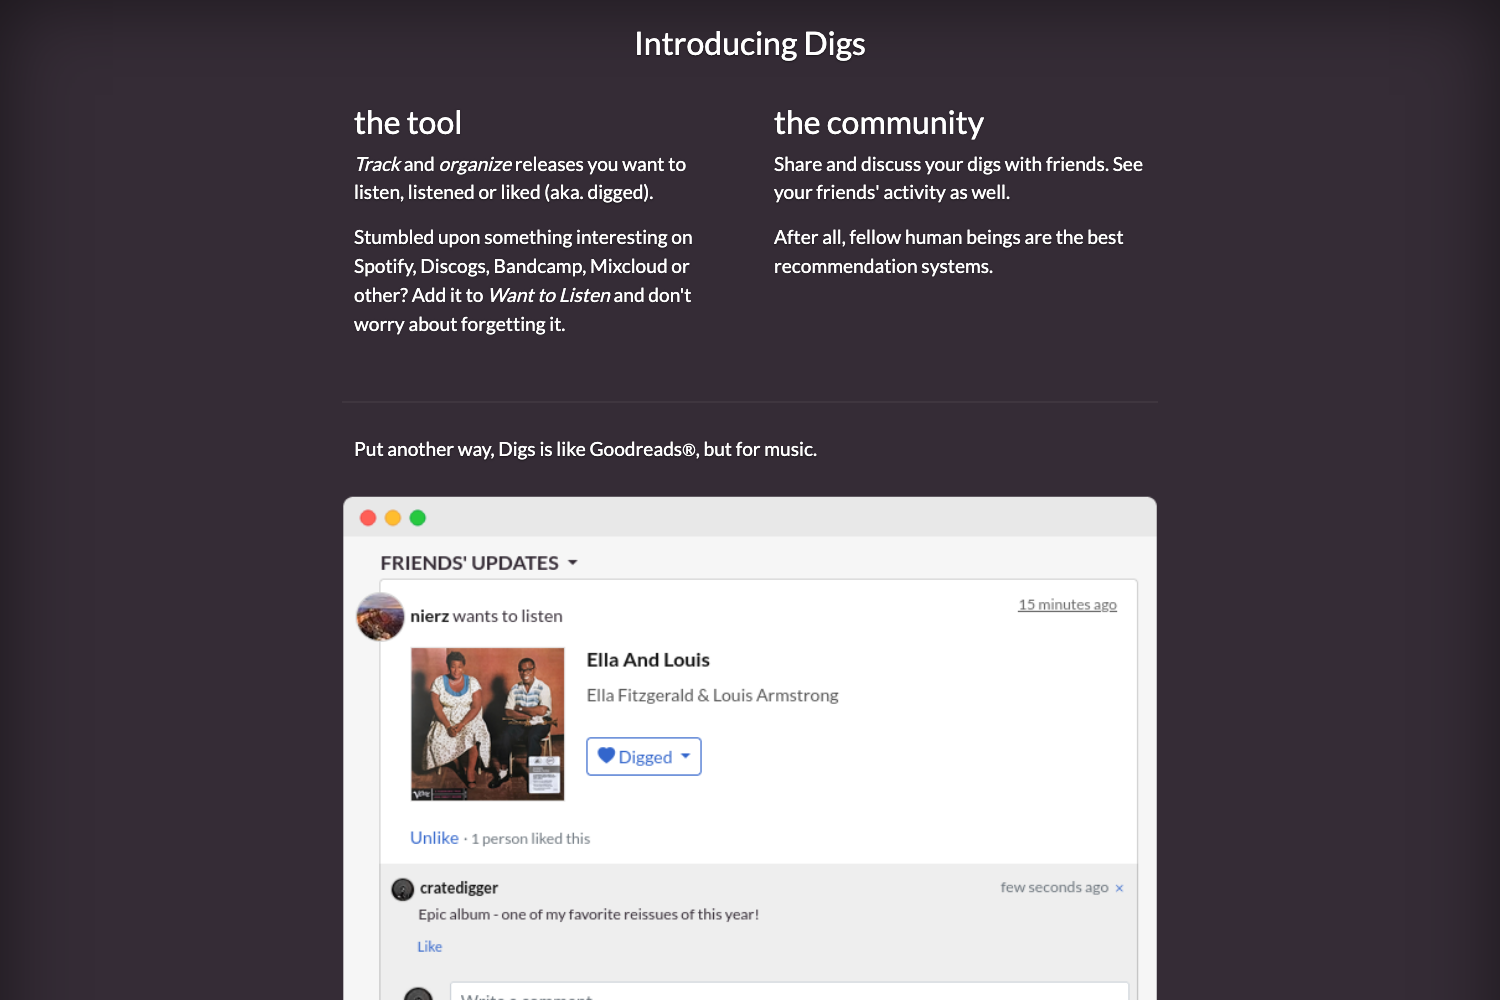 Introducing Digs
the tool
Track and organize releases you want to
listen, listened or liked (aka. digged).
Stumbled upon something interesting on
Spotify, Discogs, Bandcamp, Mixcloud or
other? Add it to Want to Listen and don't
worry about forgetting it.
the community
Share and discuss your digs with friends. See
your friends' activity as well.
After all, fellow human beings are the best
recommendation systems.
Put another way, Digs is like Goodreads®, but for music.
FRIENDS' UPDATES
nierz wants to listen
15 minutes ago
Ella And Louis
Ella Fitzgerald & Louis Armstrong
Digged
Verve
Unlike · 1 person liked this
cratedigger
few seconds ago ×
Epic album - one of my favorite reissues of this year!
Like
Write a comment